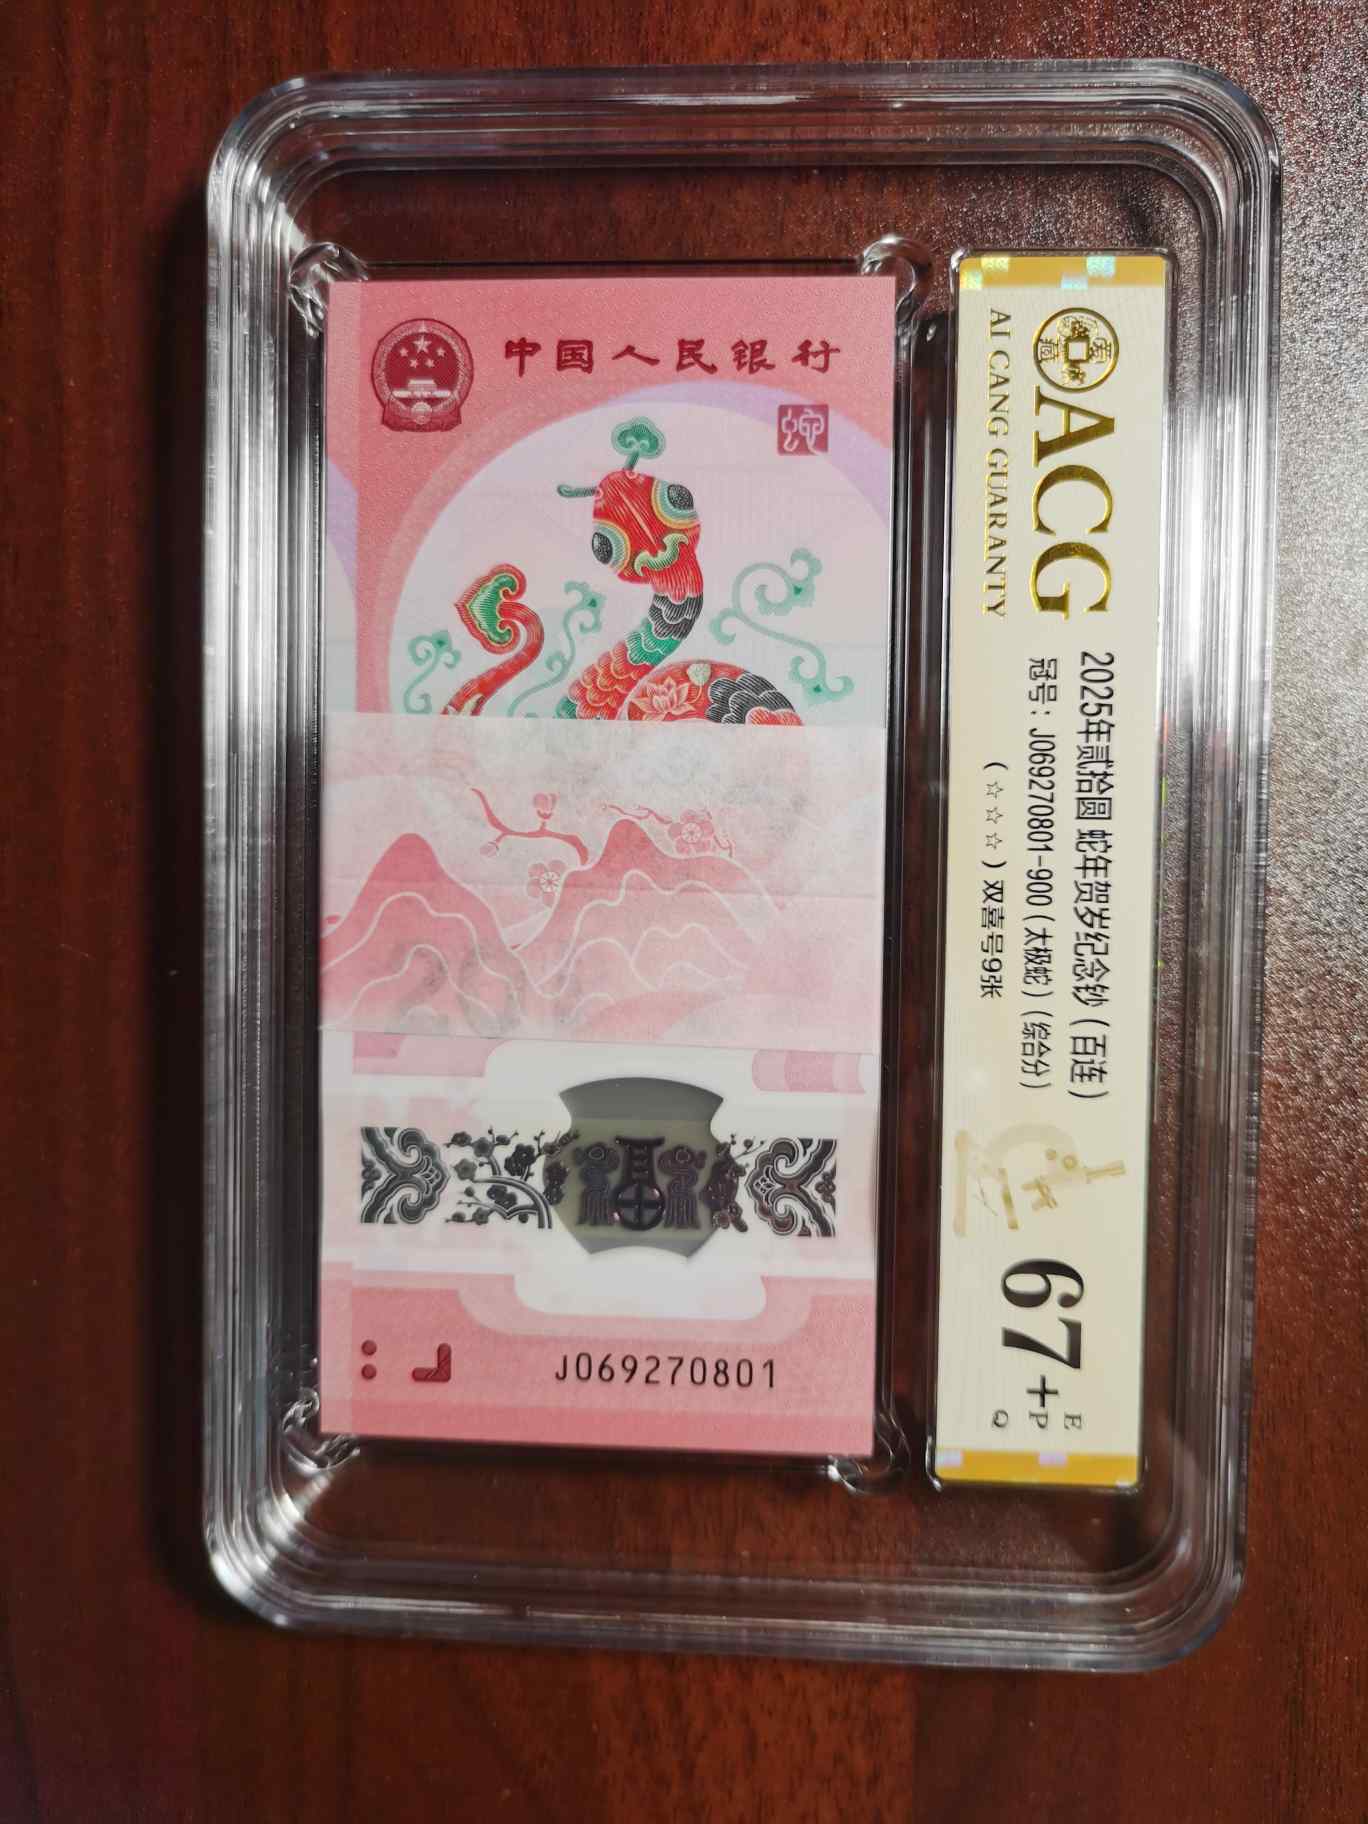 中国人民银行
蛇
J069270801
ACG
AI CANG GUARANTY
2025年贰拾圆 蛇年贺岁纪念钞(百连)
冠号：J069270801-900(太极蛇)(综合分)
(☆☆☆)双喜号9张
67+
E
P
Q